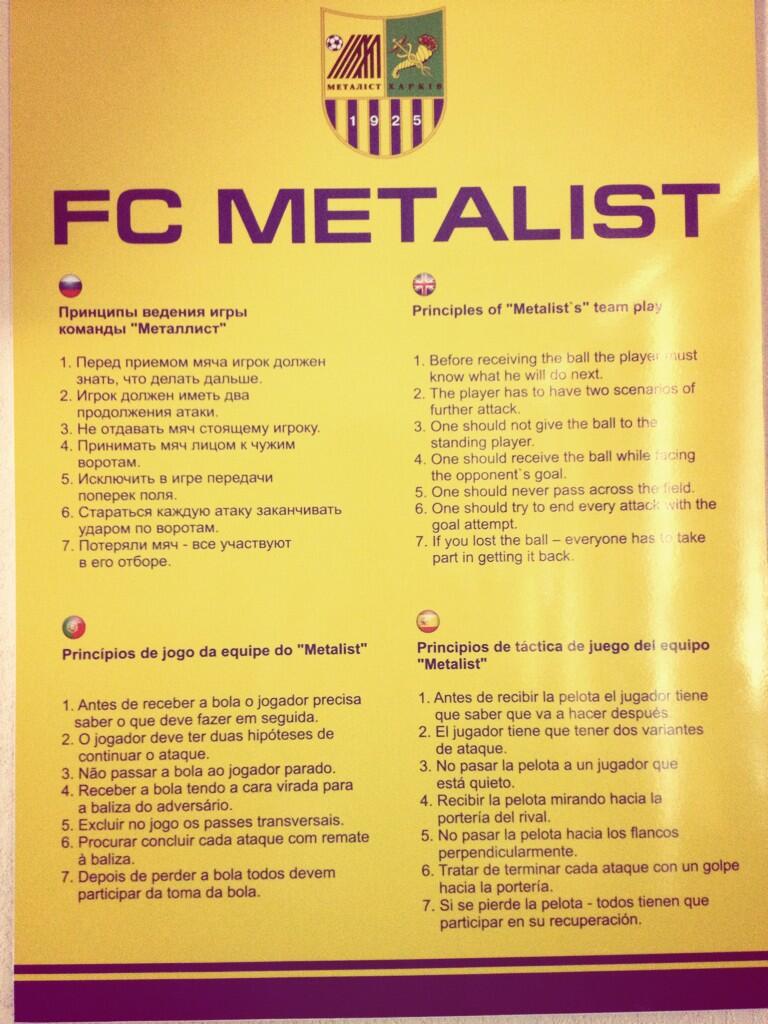 МЕТАЛІСТ ХАРКІВ
1925
FC METALIST
Принципы ведения игры
команды "Металлист"
1. Перед приемом мяча игрок должен
знать, что делать дальше.
2. Игрок должен иметь два
продолжения атаки.
3. Не отдавать мяч стоящему игроку.
4. Принимать мяч лицом к чужим
воротам.
5. Исключить в игре передачи
поперек поля.
6. Стараться каждую атаку заканчивать
ударом по воротам.
7. Потеряли мяч - все участвуют
в его отборе.
Principles of "Metalist`s" team play
1. Before receiving the ball the player must
know what he will do next.
2. The player has to have two scenarios of
further attack.
3. One should not give the ball to the
standing player.
4. One should receive the ball while facing
the opponent`s goal.
5. One should never pass across the field.
6. One should try to end every attack with the
goal attempt.
7. If you lost the ball – everyone has to take
part in getting it back.
Princípios de jogo da equipe do "Metalist"
1. Antes de receber a bola o jogador precisa
saber o que deve fazer em seguida.
2. O jogador deve ter duas hipóteses de
continuar o ataque.
3. Não passar a bola ao jogador parado.
4. Receber a bola tendo a cara virada para
a baliza do adversário.
5. Excluir no jogo os passes transversais.
6. Procurar concluir cada ataque com remate
à baliza.
7. Depois de perder a bola todos devem
participar da toma da bola.
Principios de táctica de juego del equipo
"Metalist"
1. Antes de recibir la pelota el jugador tiene
que saber que va a hacer después.
2. El jugador tiene que tener dos variantes
de ataque.
3. No pasar la pelota a un jugador que
está quieto.
4. Recibir la pelota mirando hacia la
portería del rival.
5. No pasar la pelota hacia los flancos
perpendicularmente.
6. Tratar de terminar cada ataque con un golpe
hacia la portería.
7. Si se pierde la pelota - todos tienen que
participar en su recuperación.